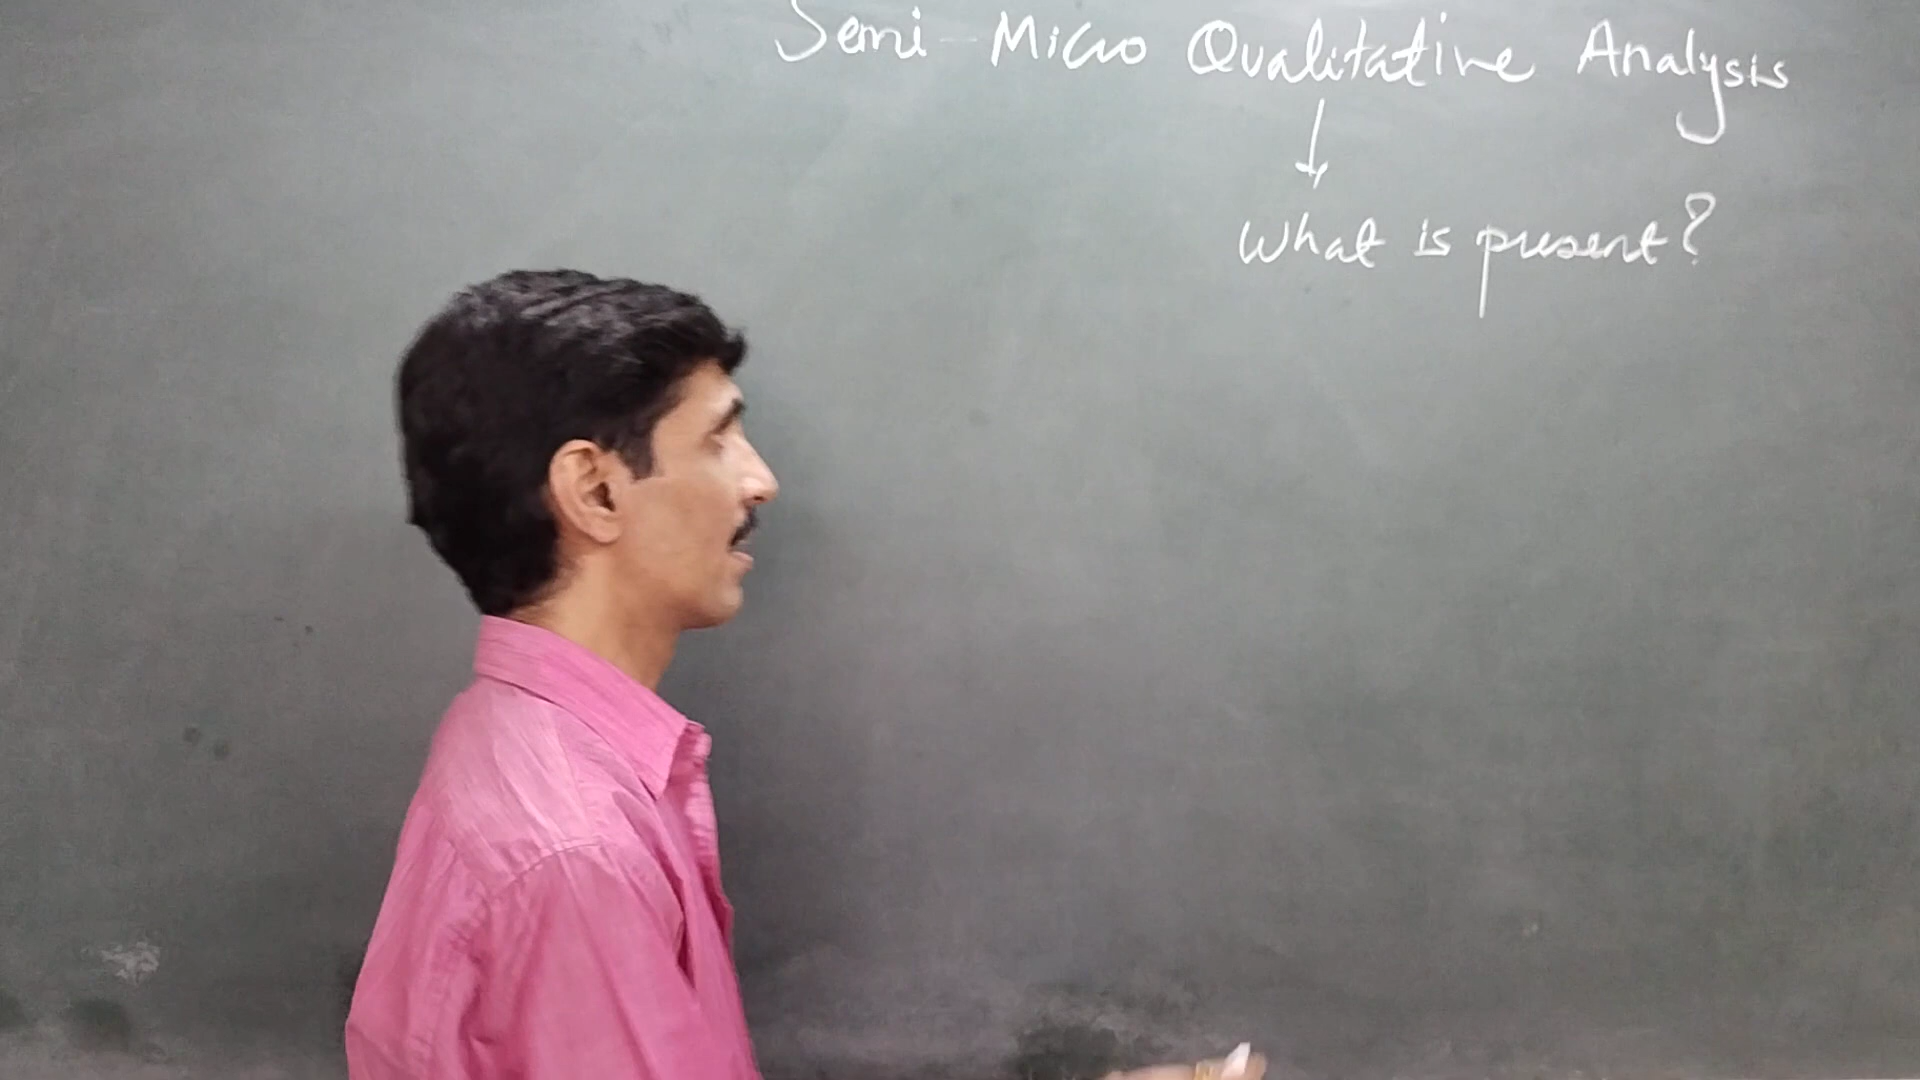 Semi-Micro Qualitative Analysis
↓
What is present?